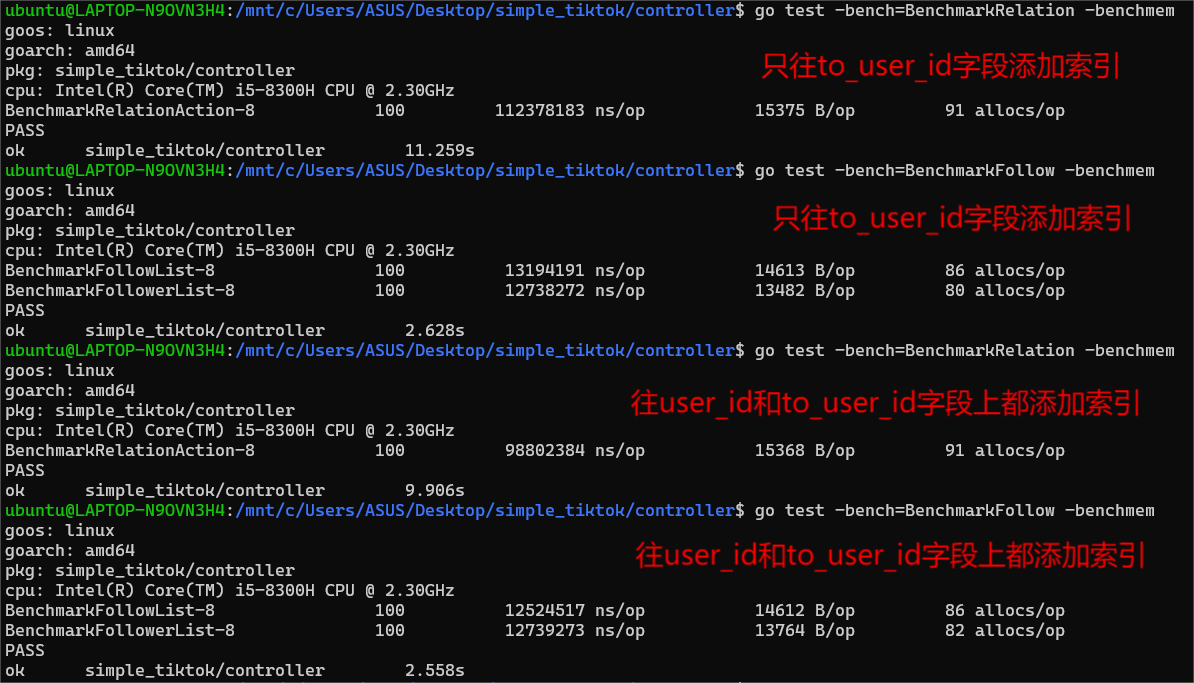 ubuntu@LAPTOP-N9OVN3H4:/mnt/c/Users/ASUS/Desktop/simple_tiktok/controller$ go test -bench=BenchmarkRelation -benchmem
goos: linux
goarch: amd64
只往to_user_id字段添加索引
pkg: simple_tiktok/controller
cpu: Intel(R) Core(TM) i5-8300H CPU @ 2.30GHz
BenchmarkRelationAction-8 100 112378183 ns/op 15375 B/op 91 allocs/op
PASS
ok simple_tiktok/controller 11.259s
ubuntu@LAPTOP-N9OVN3H4:/mnt/c/Users/ASUS/Desktop/simple_tiktok/controller$ go test -bench=BenchmarkFollow -benchmem
goos: linux
goarch: amd64
只往to_user_id字段添加索引
pkg: simple_tiktok/controller
cpu: Intel(R) Core(TM) i5-8300H CPU @ 2.30GHz
BenchmarkFollowList-8 100 13194191 ns/op 14613 B/op 86 allocs/op
BenchmarkFollowerList-8 100 12738272 ns/op 13482 B/op 80 allocs/op
PASS
ok simple_tiktok/controller 2.628s
ubuntu@LAPTOP-N9OVN3H4:/mnt/c/Users/ASUS/Desktop/simple_tiktok/controller$ go test -bench=BenchmarkRelation -benchmem
goos: linux
goarch: amd64
往user_id和to_user_id字段上都添加索引
pkg: simple_tiktok/controller
cpu: Intel(R) Core(TM) i5-8300H CPU @ 2.30GHz
BenchmarkRelationAction-8 100 98802384 ns/op 15368 B/op 91 allocs/op
PASS
ok simple_tiktok/controller 9.906s
ubuntu@LAPTOP-N9OVN3H4:/mnt/c/Users/ASUS/Desktop/simple_tiktok/controller$ go test -bench=BenchmarkFollow -benchmem
goos: linux
goarch: amd64
往user_id和to_user_id字段上都添加索引
pkg: simple_tiktok/controller
cpu: Intel(R) Core(TM) i5-8300H CPU @ 2.30GHz
BenchmarkFollowList-8 100 12524517 ns/op 14612 B/op 86 allocs/op
BenchmarkFollowerList-8 100 12739273 ns/op 13764 B/op 82 allocs/op
PASS
ok simple_tiktok/controller 2.558s